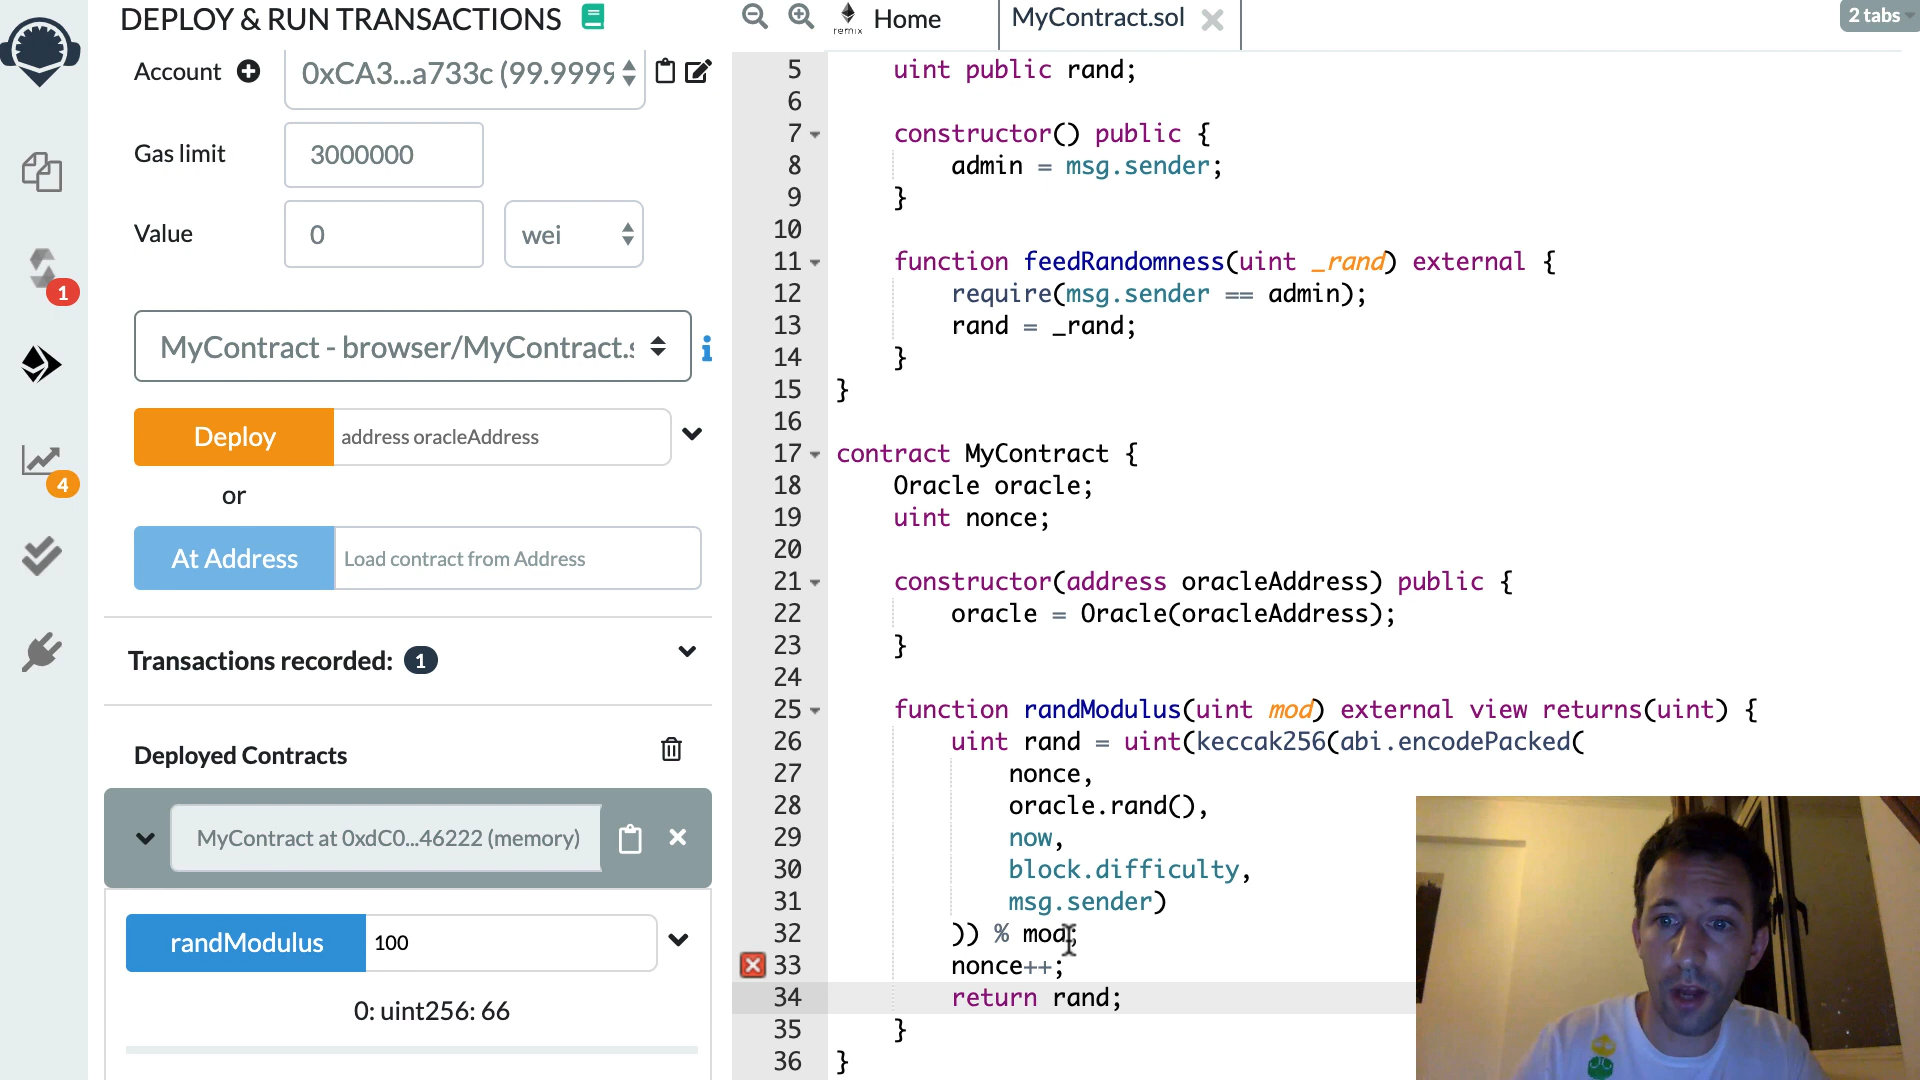 DEPLOY & RUN TRANSACTIONS
Account
0xCA3...a733c (99.9999
Gas limit
3000000
Value
0
wei
MyContract - browser/MyContract.s
Deploy
address oracleAddress
or
At Address
Load contract from Address
Transactions recorded: 1
Deployed Contracts
MyContract at 0xdC0...46222 (memory)
randModulus
100
0: uint256: 66
1
4
remix
Home
MyContract.sol
2 tabs
5 uint public rand;
6
7 constructor() public {
8 admin = msg.sender;
9 }
10
11 function feedRandomness(uint _rand) external {
12 require(msg.sender == admin);
13 rand = _rand;
14 }
15 }
16
17 contract MyContract {
18 Oracle oracle;
19 uint nonce;
20
21 constructor(address oracleAddress) public {
22 oracle = Oracle(oracleAddress);
23 }
24
25 function randModulus(uint mod) external view returns(uint) {
26 uint rand = uint(keccak256(abi.encodePacked(
27 nonce,
28 oracle.rand(),
29 now,
30 block.difficulty,
31 msg.sender)
32 )) % mod;
33 nonce++;
34 return rand;
35 }
36 }